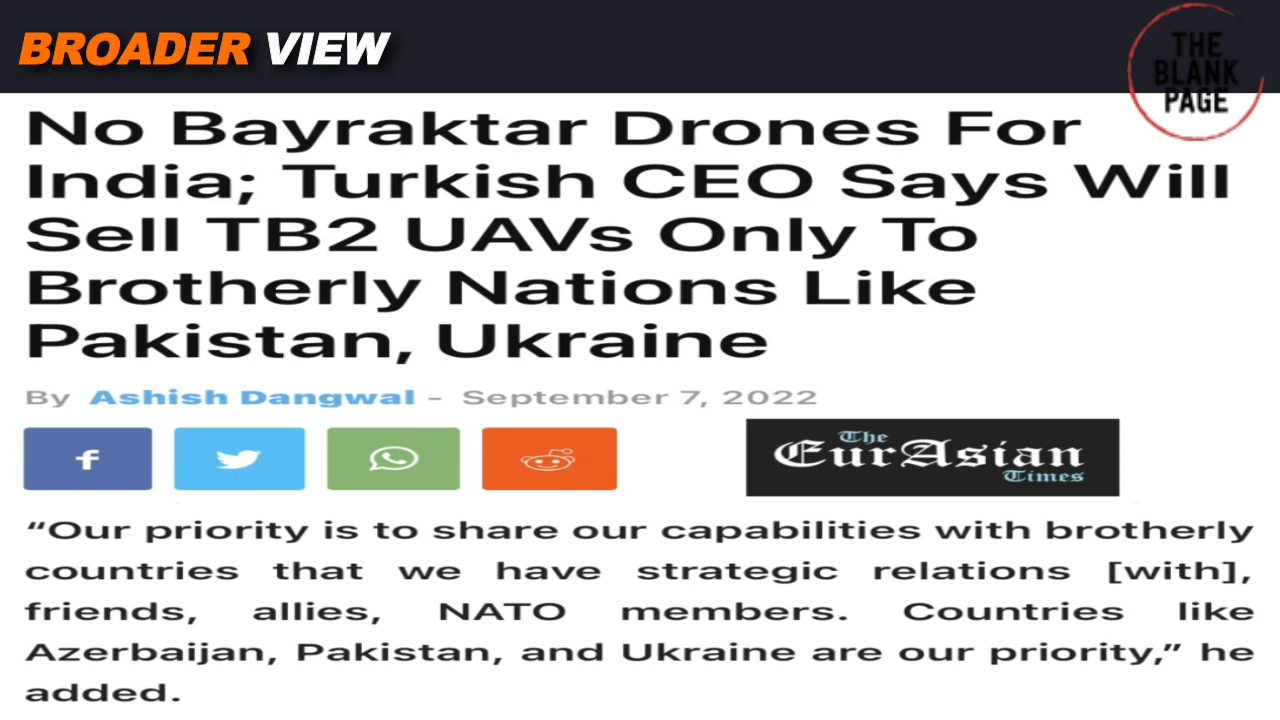 BROADER VIEW
THE
BLANK
PAGE
No Bayraktar Drones For
India; Turkish CEO Says Will
Sell TB2 UAVs Only To
Brotherly Nations Like
Pakistan, Ukraine
By Ashish Dangwal - September 7, 2022
f
The
EurAsian
Times
“Our priority is to share our capabilities with brotherly
countries that we have strategic relations [with],
friends, allies, NATO members. Countries like
Azerbaijan, Pakistan, and Ukraine are our priority,” he
added.